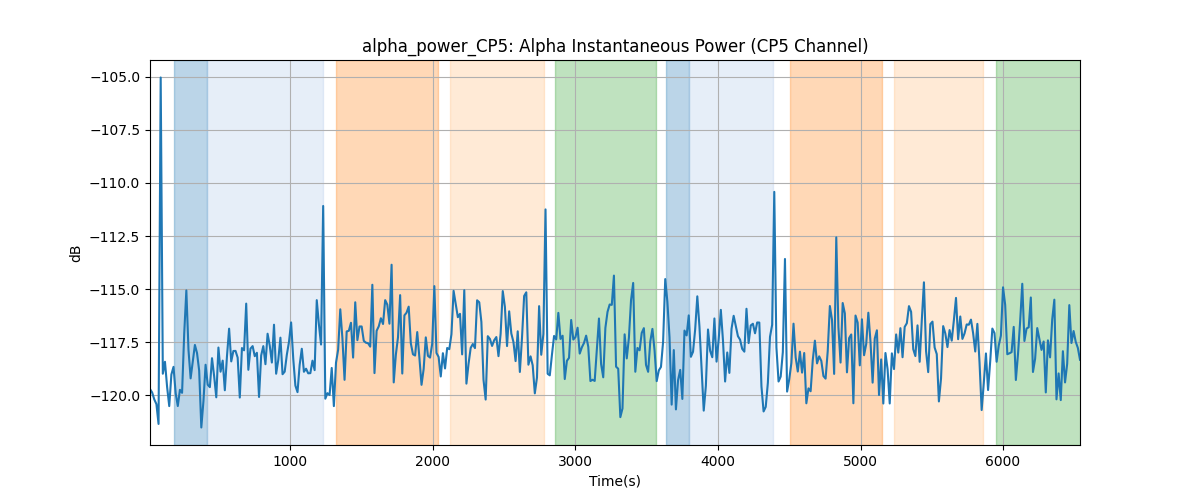 alpha_power_CP5: Alpha Instantaneous Power (CP5 Channel)
dB
−105.0
−107.5
−110.0
−112.5
−115.0
−117.5
−120.0
1000 2000 3000 4000 5000 6000
Time(s)